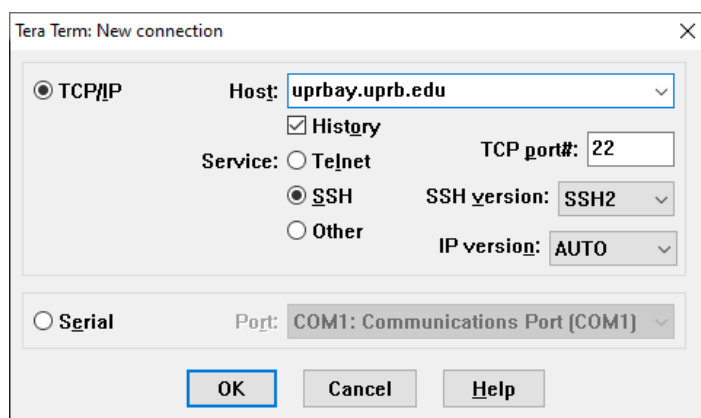 Tera Term: New connection
TCP/IP Host: uprbay.uprb.edu
History
Service: Telnet TCP port#: 22
SSH SSH version: SSH2
Other IP version: AUTO
Serial Port: COM1: Communications Port (COM1)
OK Cancel Help